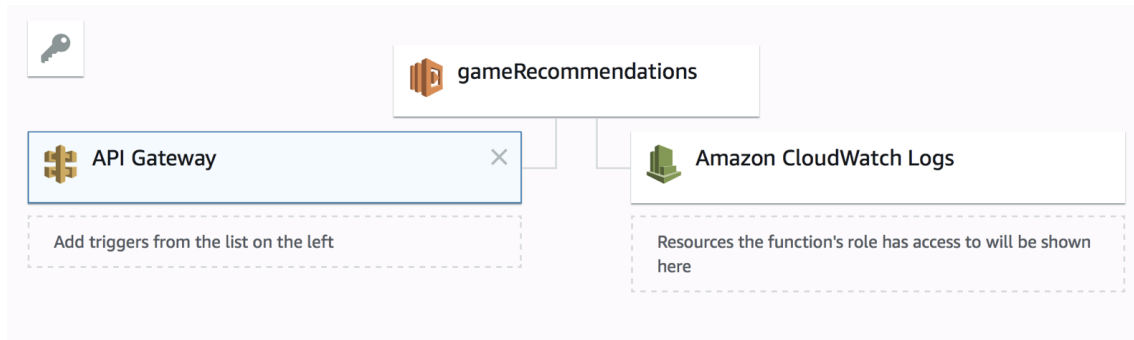 gameRecommendations
API Gateway
Amazon CloudWatch Logs
Add triggers from the list on the left
Resources the function's role has access to will be shown
here